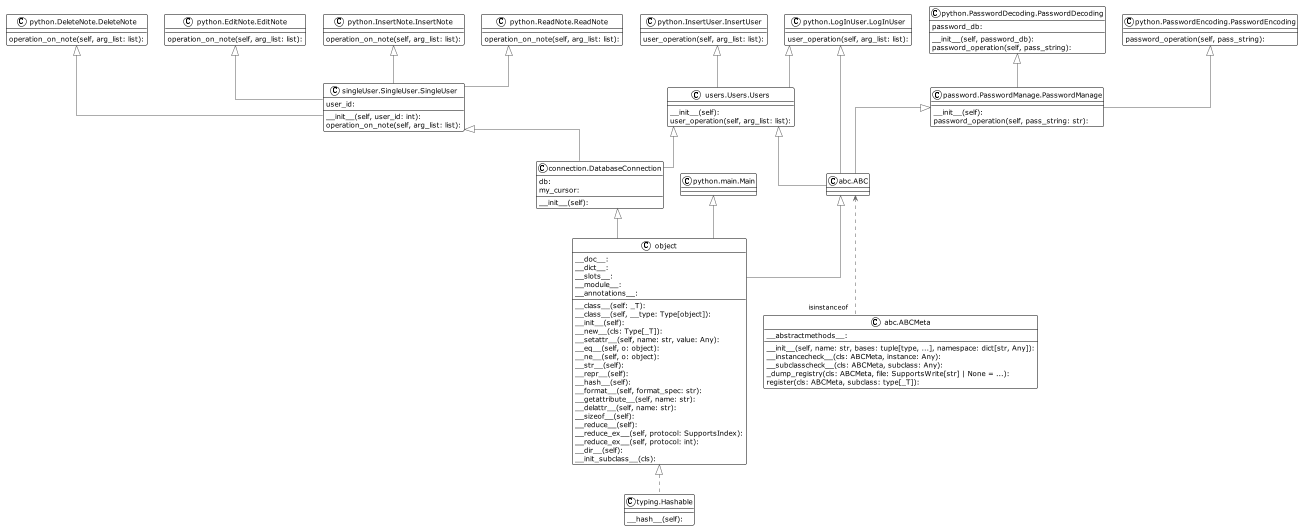 C python.DeleteNote.DeleteNote
operation_on_note(self, arg_list: list):
C python.EditNote.EditNote
operation_on_note(self, arg_list: list):
C python.InsertNote.InsertNote
operation_on_note(self, arg_list: list):
C python.ReadNote.ReadNote
operation_on_note(self, arg_list: list):
C python.InsertUser.InsertUser
user_operation(self, arg_list: list):
C python.LogInUser.LogInUser
user_operation(self, arg_list: list):
C python.PasswordDecoding.PasswordDecoding
password_db:
__init__(self, password_db):
password_operation(self, pass_string):
C python.PasswordEncoding.PasswordEncoding
password_operation(self, pass_string):
C singleUser.SingleUser.SingleUser
user_id:
__init__(self, user_id: int):
operation_on_note(self, arg_list: list):
C users.Users.Users
__init__(self):
user_operation(self, arg_list: list):
C password.PasswordManage.PasswordManage
__init__(self):
password_operation(self, pass_string: str):
C connection.DatabaseConnection
db:
my_cursor:
__init__(self):
C python.main.Main
C abc.ABC
C object
__doc__:
__dict__:
__slots__:
__module__:
__annotations__:
__class__(self: _T):
__class__(self, __type: Type[object]):
__init__(self):
__new__(cls: Type[_T]):
__setattr__(self, name: str, value: Any):
__eq__(self, o: object):
__ne__(self, o: object):
__str__(self):
__repr__(self):
__hash__(self):
__format__(self, format_spec: str):
__getattribute__(self, name: str):
__delattr__(self, name: str):
__sizeof__(self):
__reduce__(self):
__reduce_ex__(self, protocol: SupportsIndex):
__reduce_ex__(self, protocol: int):
__dir__(self):
__init_subclass__(cls):
isinstanceof
C abc.ABCMeta
__abstractmethods__:
__init__(self, name: str, bases: tuple[type, ...], namespace: dict[str, Any]):
__instancecheck__(cls: ABCMeta, instance: Any):
__subclasscheck__(cls: ABCMeta, subclass: Any):
_dump_registry(cls: ABCMeta, file: SupportsWrite[str] | None = ...):
register(cls: ABCMeta, subclass: type[_T]):
C typing.Hashable
__hash__(self):